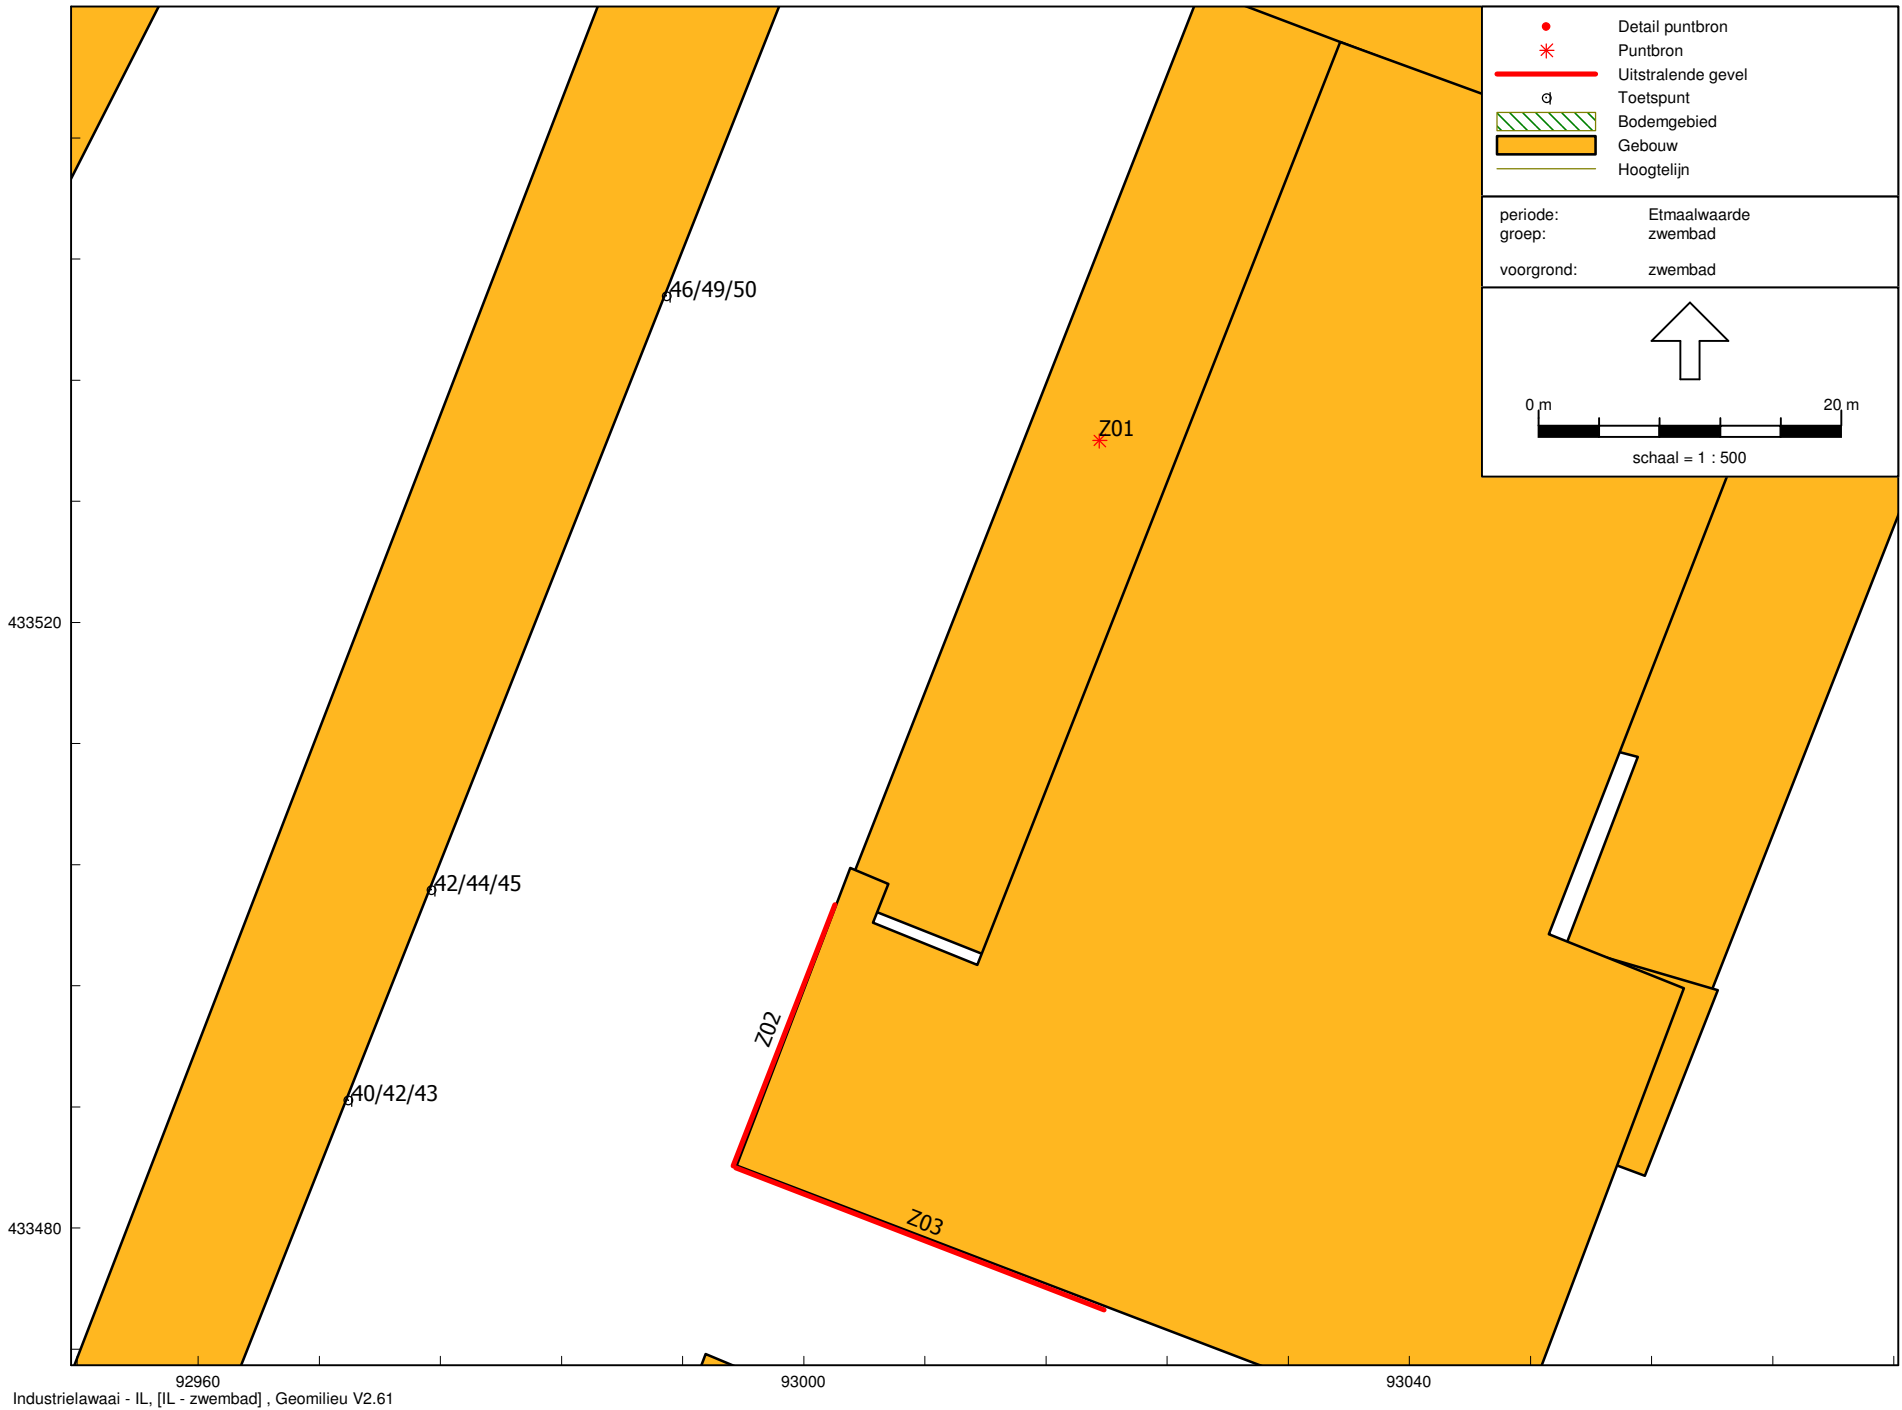 Detail puntbron
Puntbron
Uitstralende gevel
Toetspunt
Bodemgebied
Gebouw
Hoogtelijn
periode: Etmaalwaarde
groep: zwembad
voorgrond: zwembad
0 m 20 m
schaal = 1 : 500
46/49/50
Z01
433520
42/44/45
Z02
40/42/43
Z03
433480
92960 93000 93040
Industrielawaai - IL, [IL - zwembad] , Geomilieu V2.61